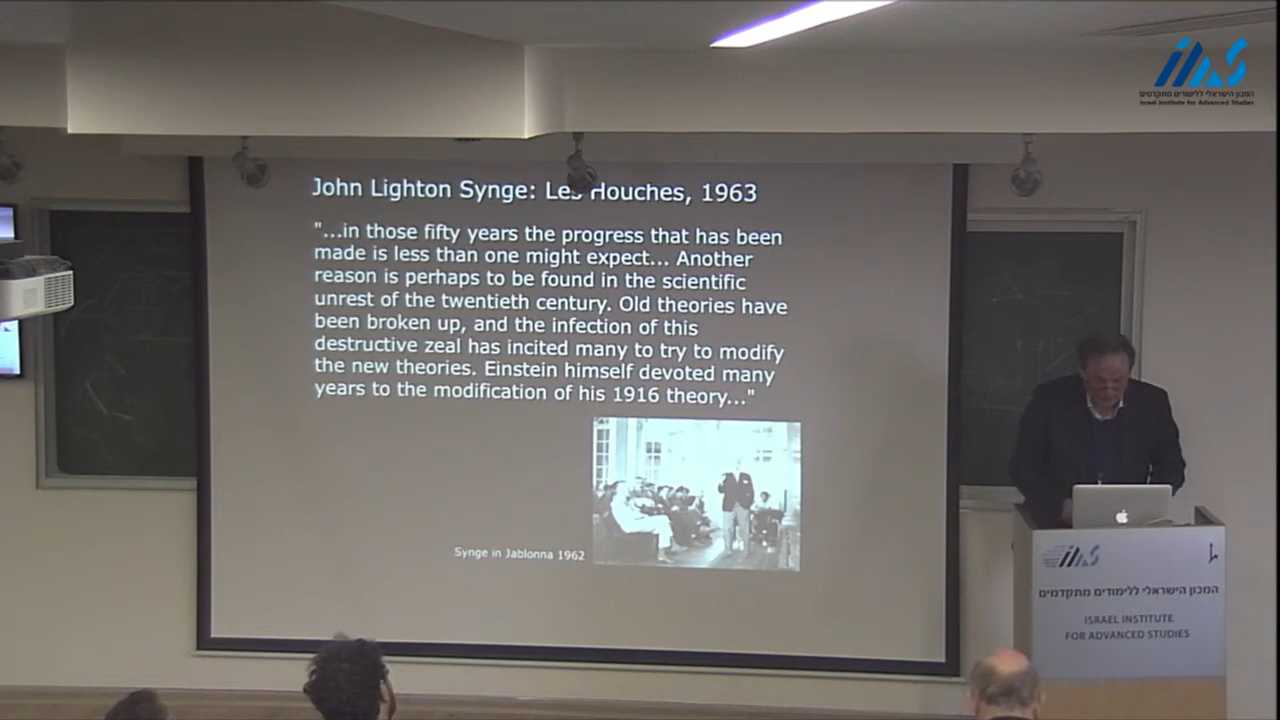 המכון הישראלי ללימודים מתקדמים
Israel Institute for Advanced Studies
John Lighton Synge: Les Houches, 1963
"...in those fifty years the progress that has been
made is less than one might expect... Another
reason is perhaps to be found in the scientific
unrest of the twentieth century. Old theories have
been broken up, and the infection of this
destructive zeal has incited many to try to modify
the new theories. Einstein himself devoted many
years to the modification of his 1916 theory..."
Synge in Jablonna 1962
המכון הישראלי ללימודים מתקדמים
ISRAEL INSTITUTE
FOR ADVANCED STUDIES